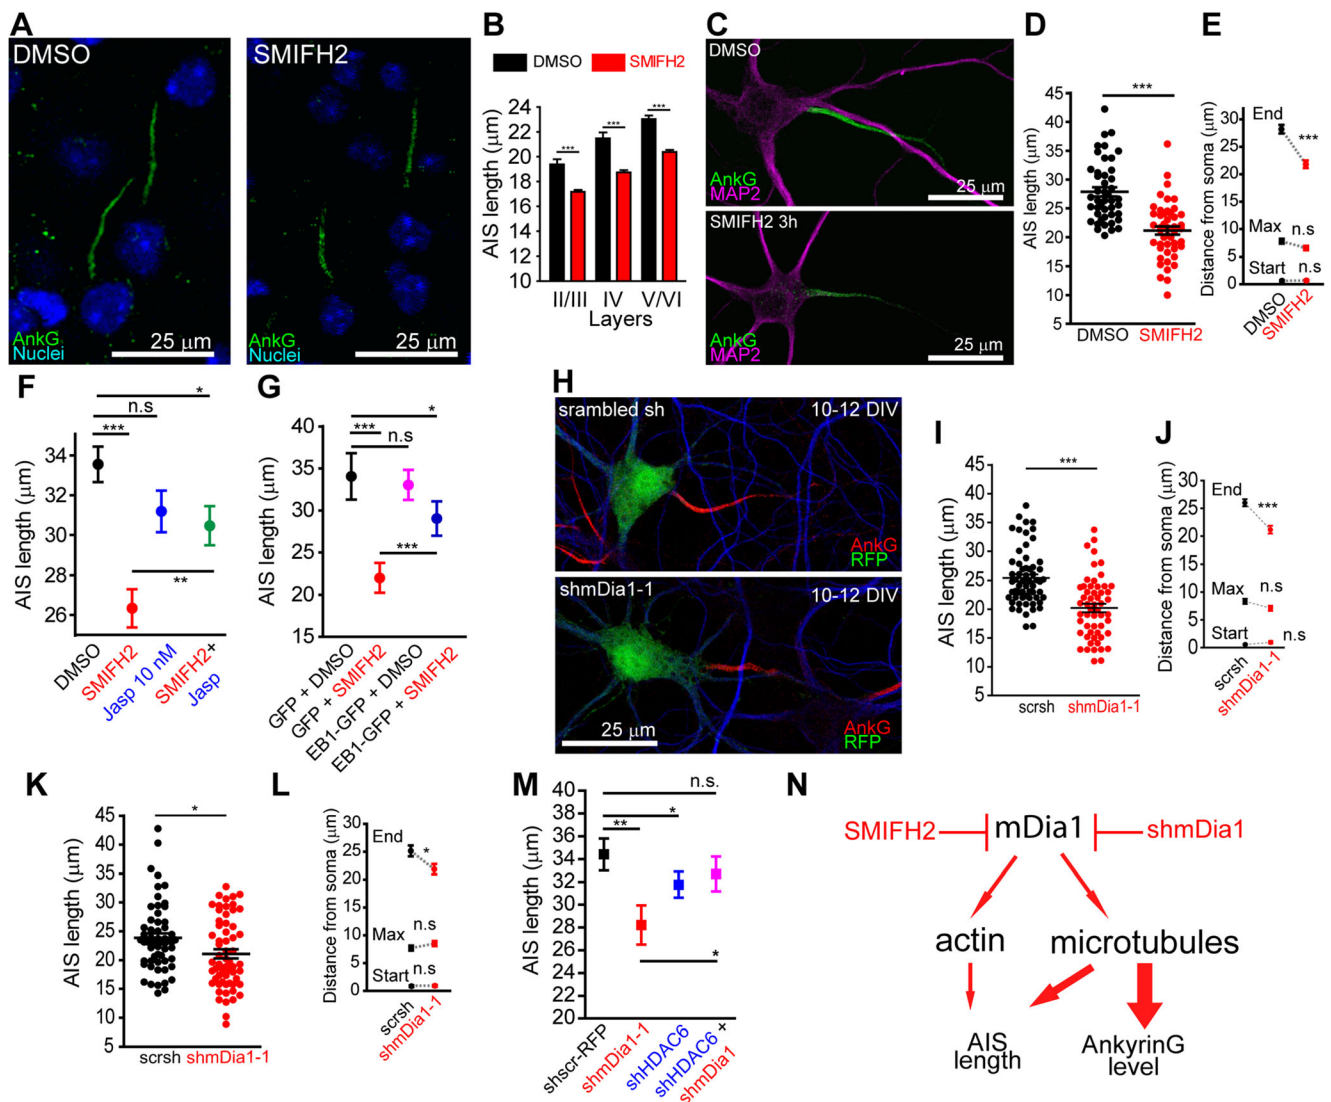 A
DMSO
AnkG
Nuclei
25 μm
SMIFH2
AnkG
Nuclei
25 μm
B
DMSO
SMIFH2
AIS length (μm)
24
22
20
18
16
14
12
10
***
***
***
II/III
IV
V/VI
Layers
C
DMSO
AnkG
MAP2
25 μm
SMIFH2 3h
AnkG
MAP2
25 μm
D
AIS length (μm)
45
40
35
30
25
20
15
10
5
***
DMSO
SMIFH2
E
Distance from soma (μm)
30
25
20
15
10
5
0
End
***
Max
n.s
Start
n.s
DMSO
SMIFH2
F
AIS length (μm)
34
32
30
28
26
*
n.s
***
**
DMSO
SMIFH2
Jasp 10 nM
SMIFH2+
Jasp
G
AIS length (μm)
40
35
30
25
20
15
*
***
n.s
***
GFP + DMSO
GFP + SMIFH2
EB1-GFP + DMSO
EB1-GFP + SMIFH2
H
srambled sh
10-12 DIV
AnkG
RFP
shmDia1-1
10-12 DIV
25 μm
AnkG
RFP
I
AIS length (μm)
45
40
35
30
25
20
15
10
5
***
scrsh
shmDia1-1
J
Distance from soma (μm)
30
25
20
15
10
5
0
End
***
Max
n.s
Start
n.s
scrsh
shmDia1-1
K
AIS length (μm)
45
40
35
30
25
20
15
10
5
*
scrsh
shmDia1-1
L
Distance from soma (μm)
30
25
20
15
10
5
0
End
*
Max
n.s
Start
n.s
scrsh
shmDia1-1
M
AIS length (μm)
40
38
36
34
32
30
28
26
24
22
20
n.s.
*
**
*
shscr-RFP
shmDia1-1
shHDAC6
shHDAC6 +
shmDia1
N
SMIFH2
mDia1
shmDia1
actin
microtubules
AIS
length
AnkyrinG
level